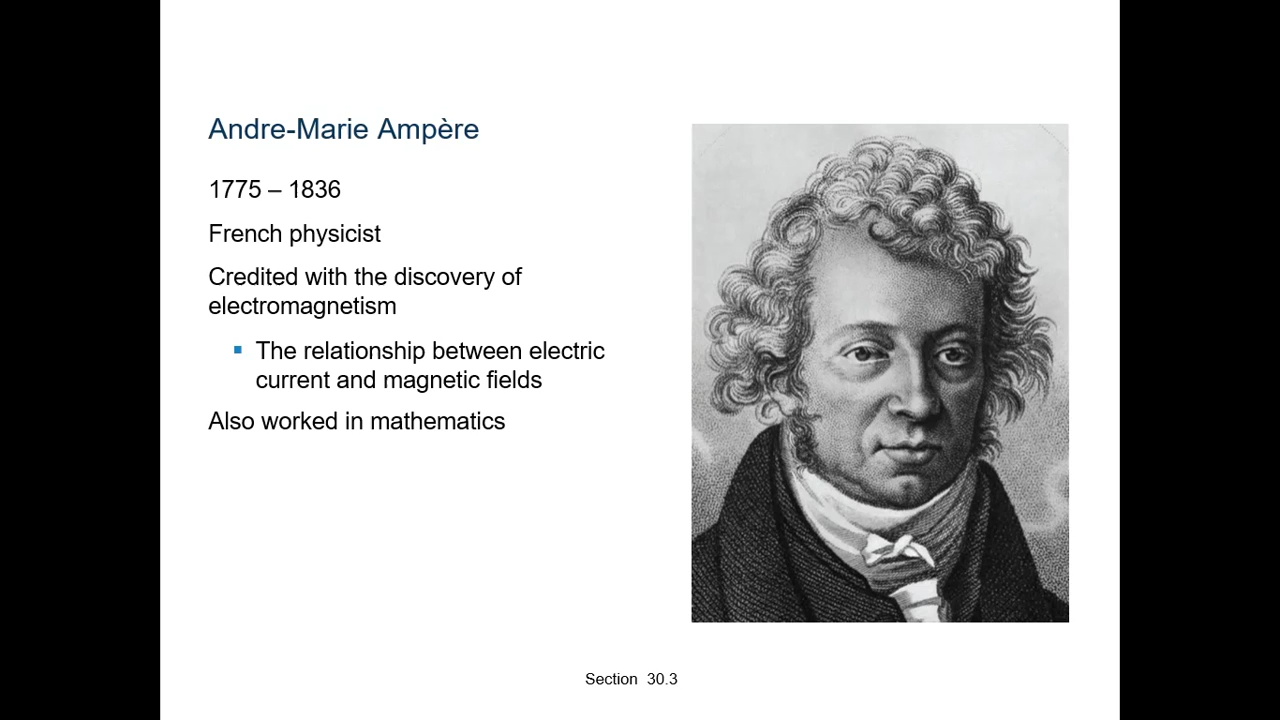 Andre-Marie Ampère
1775 – 1836
French physicist
Credited with the discovery of
electromagnetism
▪ The relationship between electric
current and magnetic fields
Also worked in mathematics
Section 30.3